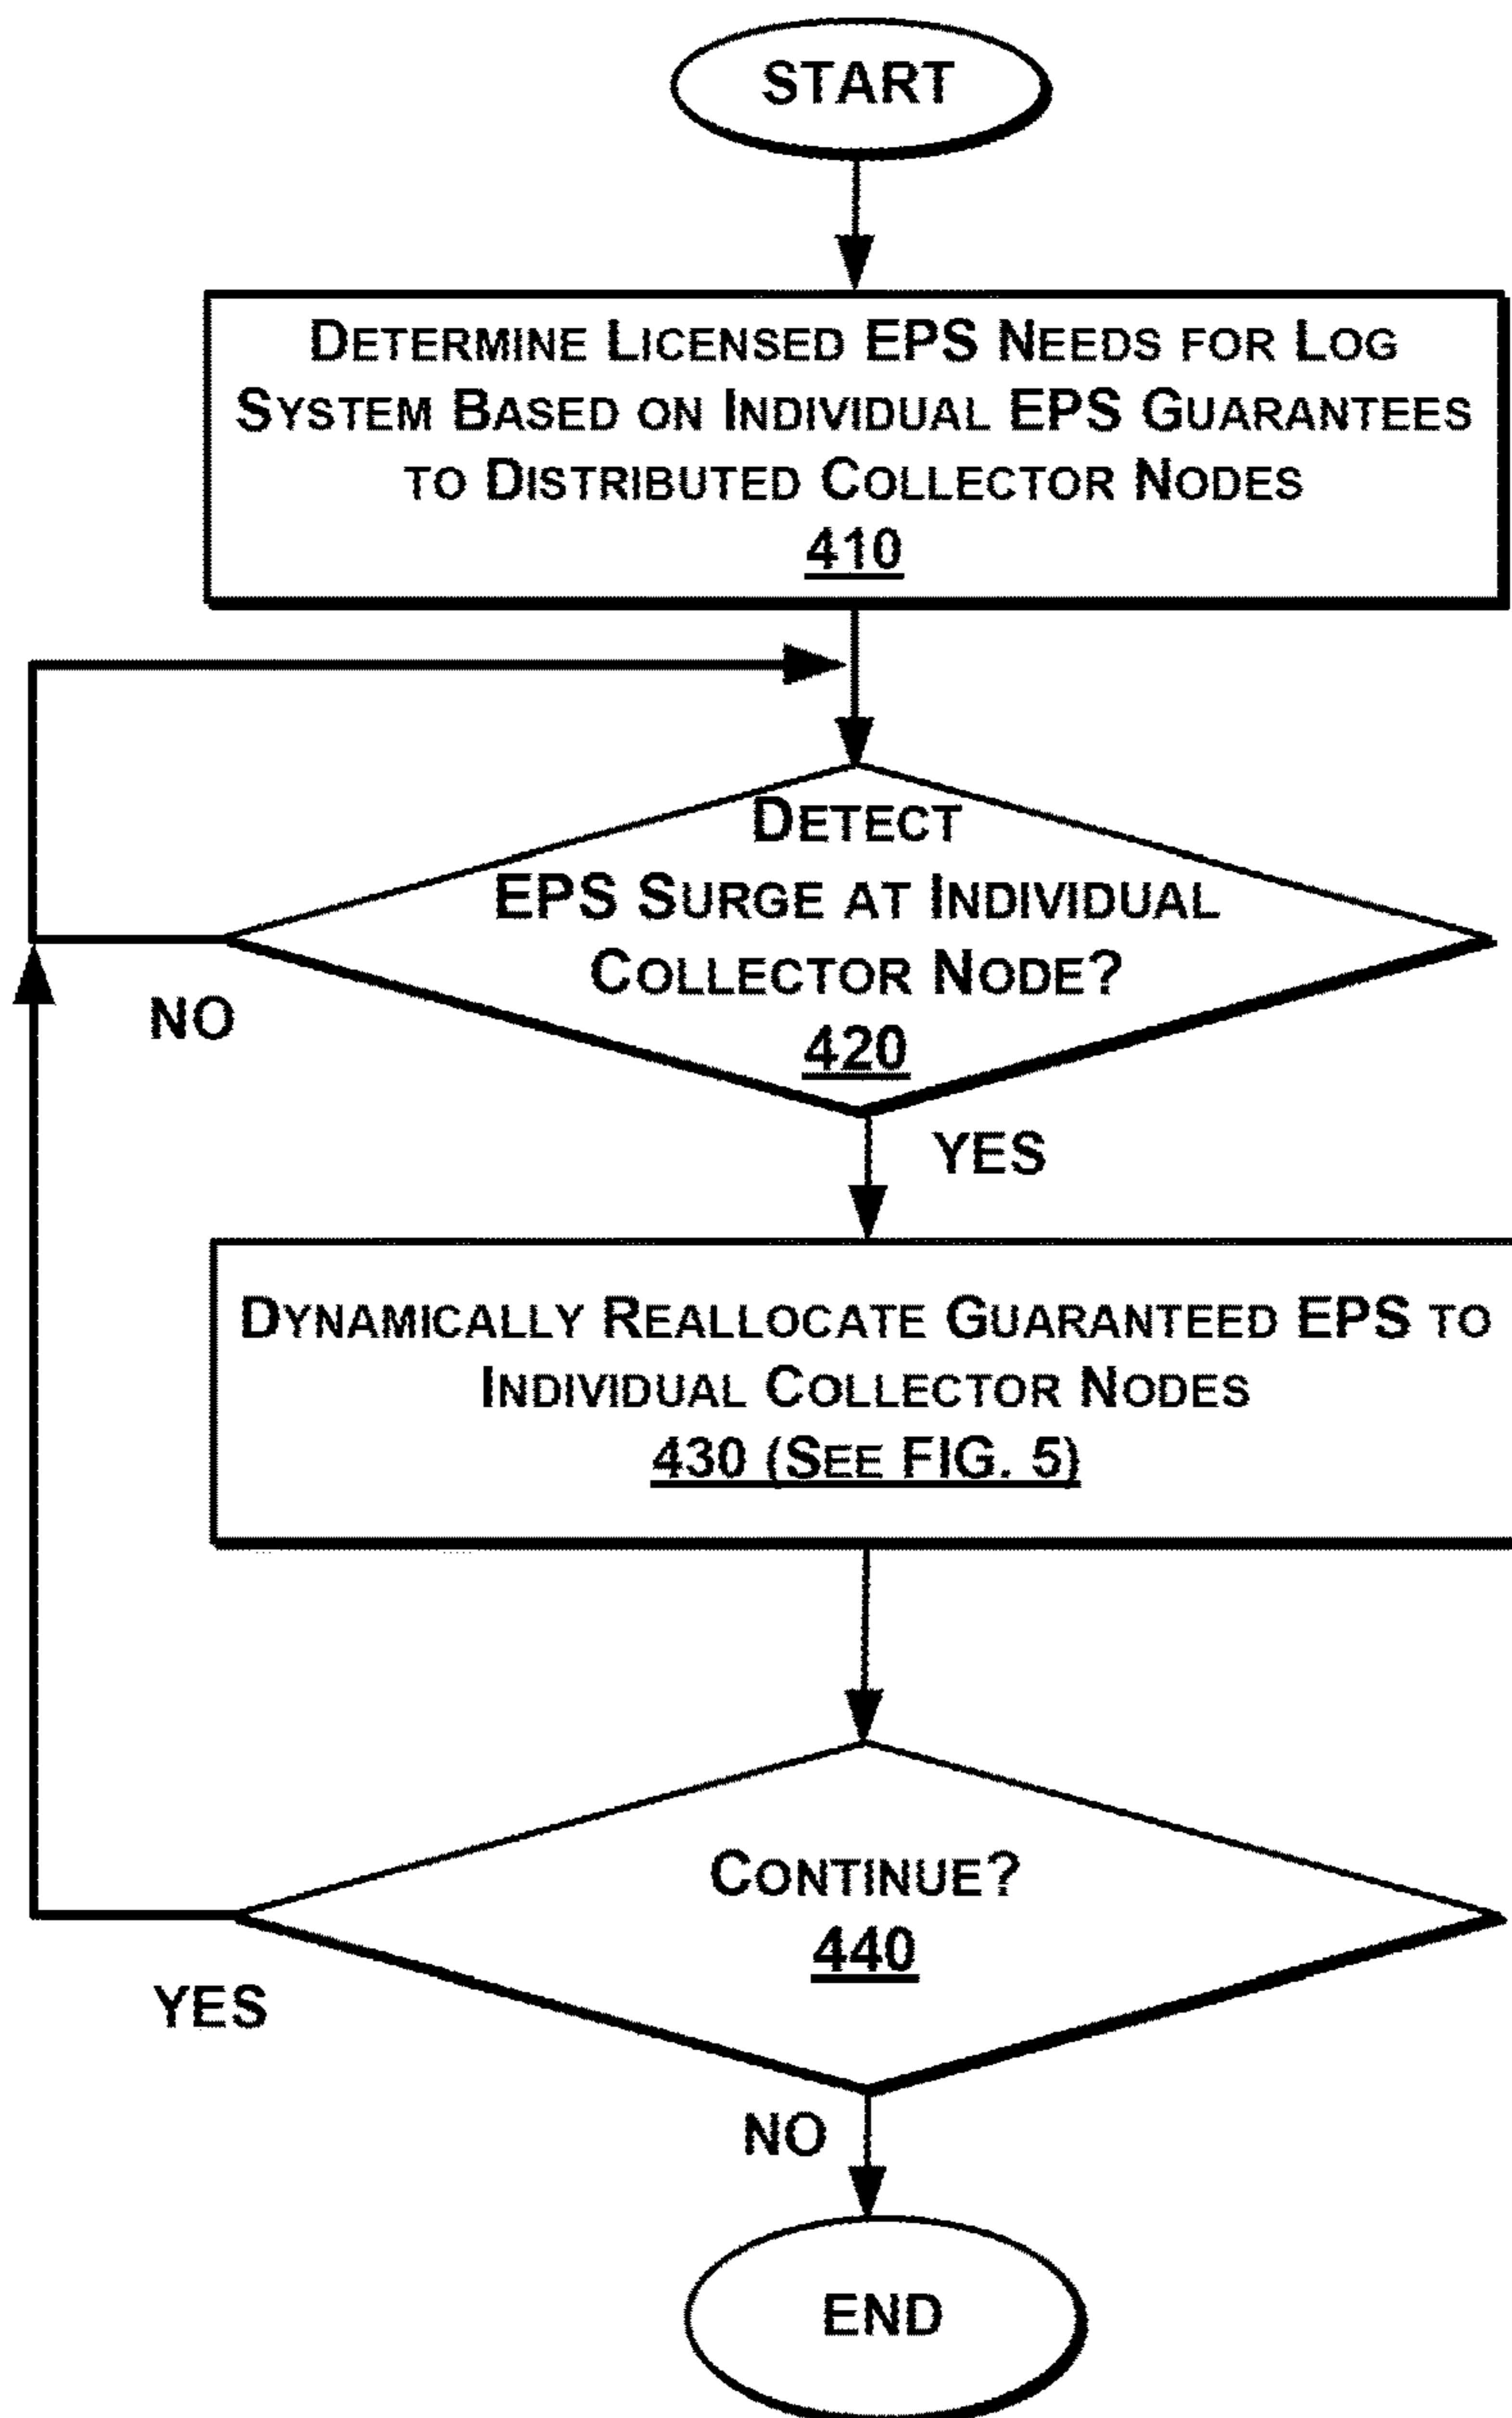 START
DETERMINE LICENSED EPS NEEDS FOR LOG
SYSTEM BASED ON INDIVIDUAL EPS GUARANTEES
TO DISTRIBUTED COLLECTOR NODES
410
DETECT
EPS SURGE AT INDIVIDUAL
COLLECTOR NODE?
420
NO
YES
DYNAMICALLY REALLOCATE GUARANTEED EPS TO
INDIVIDUAL COLLECTOR NODES
430 (SEE FIG. 5)
CONTINUE?
440
YES
NO
END